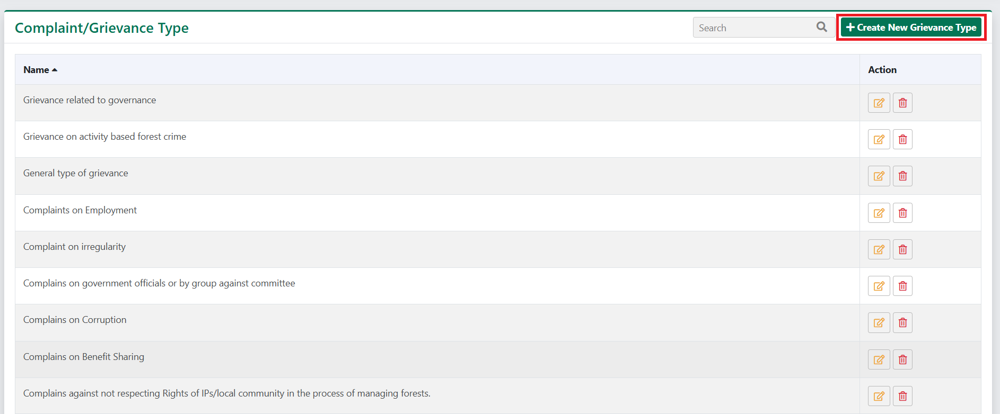 Complaint/Grievance Type
Search
Create New Grievance Type
Name
Action
Grievance related to governance
Grievance on activity based forest crime
General type of grievance
Complaints on Employment
Complaint on irregularity
Complains on government officials or by group against committee
Complains on Corruption
Complains on Benefit Sharing
Complains against not respecting Rights of IPs/local community in the process of managing forests.